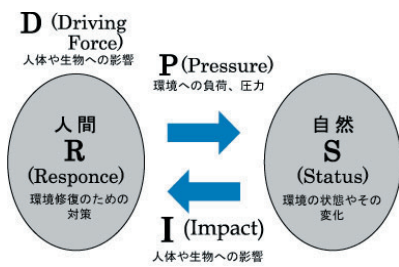 D (Driving
Force)
人体や生物への影響
P (Pressure)
環境への負荷、圧力
人間
R
(Responce)
環境修復のための
対策
自然
S
(Status)
環境の状態やその
変化
I (Impact)
人体や生物への影響